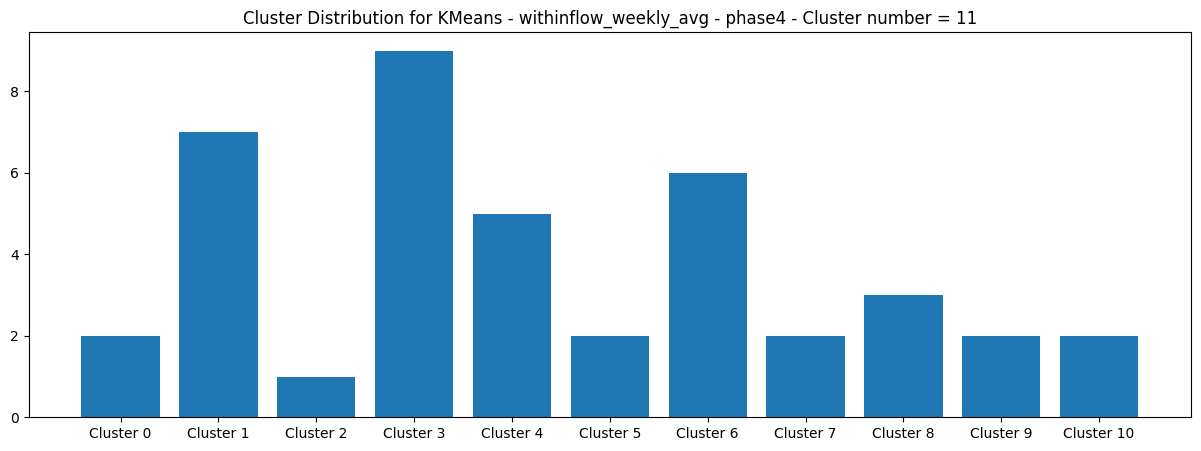 Cluster Distribution for KMeans - withinflow_weekly_avg - phase4 - Cluster number = 11
8
6
4
2
0
Cluster 0 Cluster 1 Cluster 2 Cluster 3 Cluster 4 Cluster 5 Cluster 6 Cluster 7 Cluster 8 Cluster 9 Cluster 10